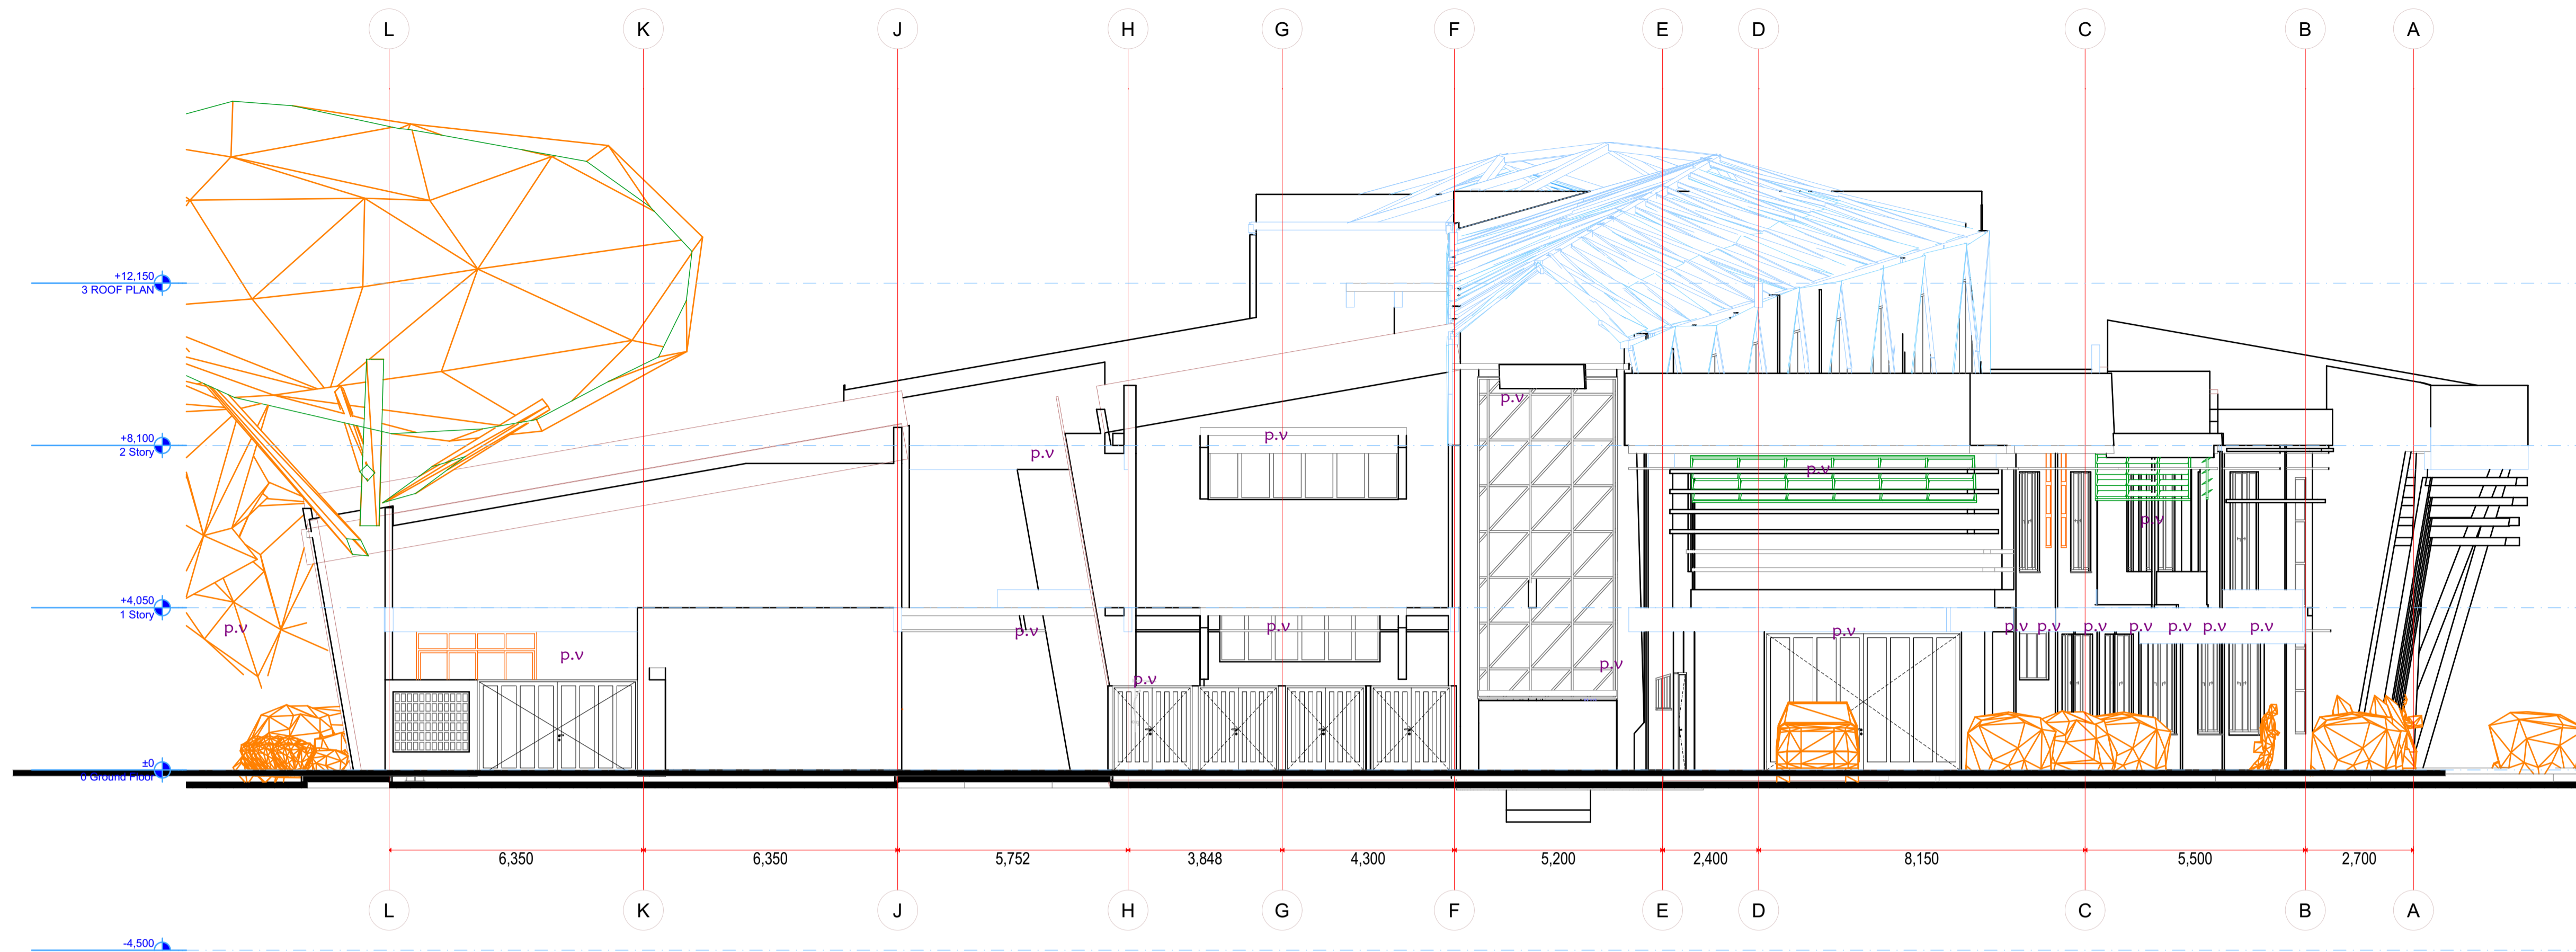 L K J H G F E D C B A
+12,150
3 ROOF PLAN
p.v
p.v
+8,100
2 Story
p.v
p.v
p.v
+4,050
1 Story
p.v
p.v
p.v
p.v
p.v p.v p.v p.v p.v p.v p.v
p.v
p.v
p.v
±0
0 Ground Floor
6,350 6,350 5,752 3,848 4,300 5,200 2,400 8,150 5,500 2,700
L K J H G F E D C B A
-4,500